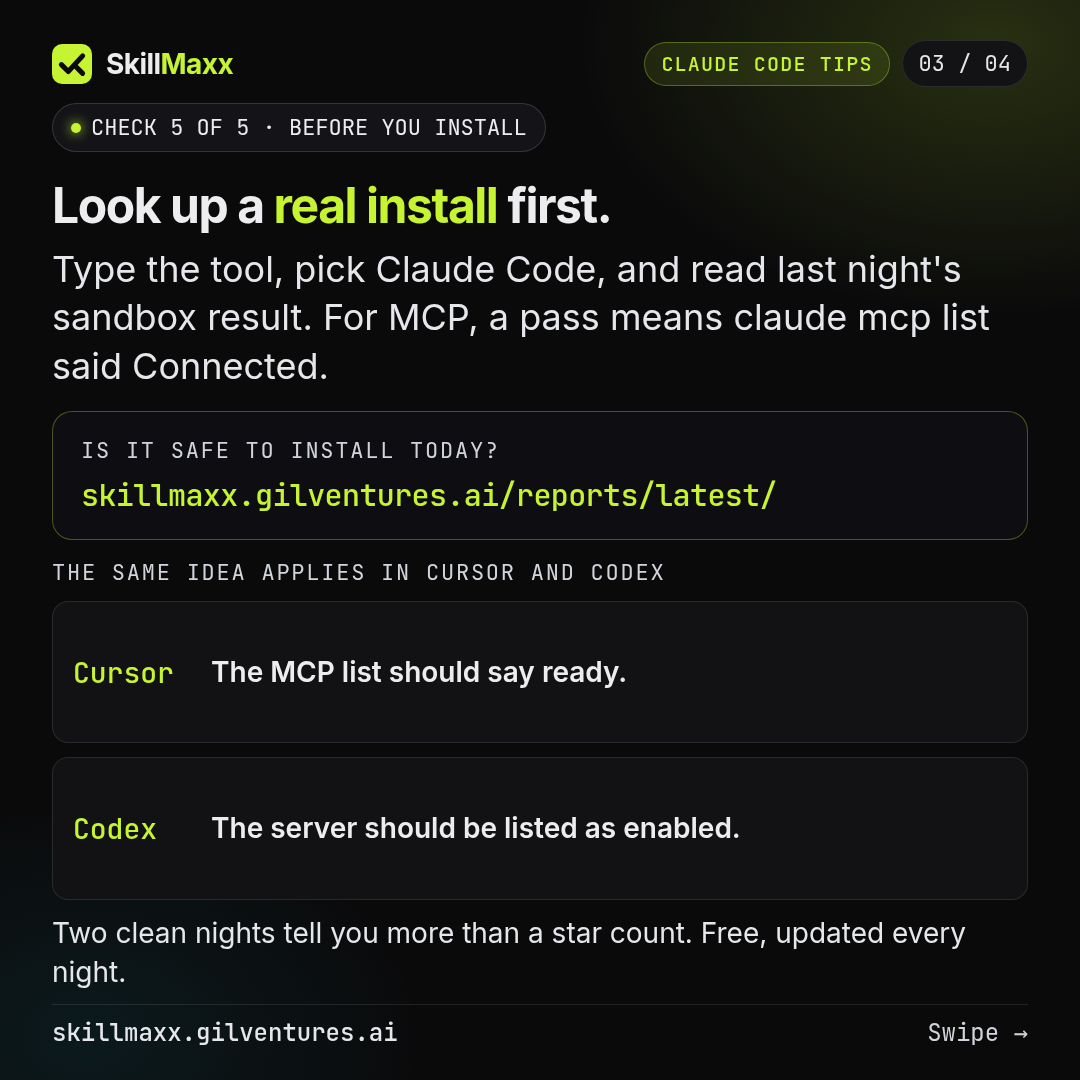 SkillMaxx
CLAUDE CODE TIPS
03 / 04
CHECK 5 OF 5 · BEFORE YOU INSTALL
Look up a real install first.
Type the tool, pick Claude Code, and read last night's
sandbox result. For MCP, a pass means claude mcp list
said Connected.
IS IT SAFE TO INSTALL TODAY?
skillmaxx.gilventures.ai/reports/latest/
THE SAME IDEA APPLIES IN CURSOR AND CODEX
Cursor The MCP list should say ready.
Codex The server should be listed as enabled.
Two clean nights tell you more than a star count. Free, updated every
night.
skillmaxx.gilventures.ai
Swipe →